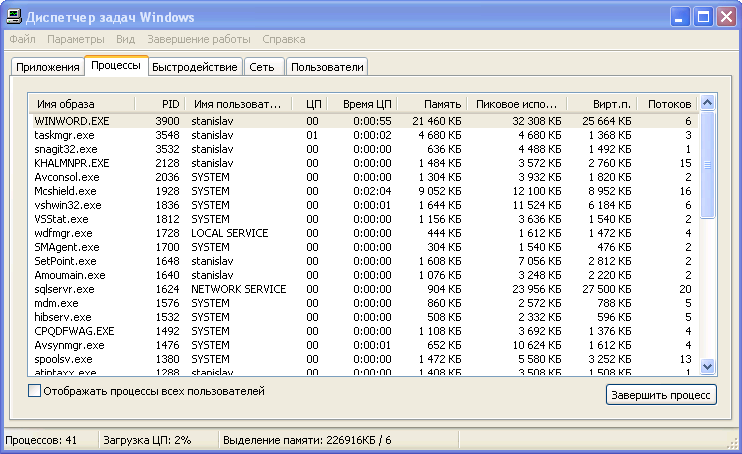 Диспетчер задач Windows
Файл Параметры Вид Завершение работы Справка
Приложения Процессы Быстродействие Сеть Пользователи
Имя образа PID Имя пользоват... ЦП Время ЦП Память Пиковое испо... Вирт.п. Потоков
WINWORD.EXE 3900 stanislav 00 0:00:55 21 460 КБ 32 308 КБ 25 664 КБ 6
taskmgr.exe 3548 stanislav 01 0:00:02 4 680 КБ 4 680 КБ 1 368 КБ 3
snagit32.exe 3532 stanislav 00 0:00:00 636 КБ 4 488 КБ 1 492 КБ 1
KHALMNPR.EXE 2128 stanislav 00 0:00:00 1 484 КБ 3 572 КБ 2 760 КБ 15
Avconsol.exe 2036 SYSTEM 00 0:00:00 1 304 КБ 3 932 КБ 1 820 КБ 2
Mcshield.exe 1928 SYSTEM 00 0:02:04 9 052 КБ 12 100 КБ 8 952 КБ 16
vshwin32.exe 1836 SYSTEM 00 0:00:01 1 644 КБ 11 524 КБ 6 184 КБ 6
VSStat.exe 1812 SYSTEM 00 0:00:00 1 156 КБ 3 636 КБ 1 540 КБ 2
wdfmgr.exe 1728 LOCAL SERVICE 00 0:00:00 444 КБ 1 612 КБ 1 472 КБ 4
SMAgent.exe 1700 SYSTEM 00 0:00:00 304 КБ 1 540 КБ 476 КБ 2
SetPoint.exe 1648 stanislav 00 0:00:00 1 608 КБ 7 056 КБ 2 812 КБ 2
Amoumain.exe 1640 stanislav 00 0:00:00 1 076 КБ 3 248 КБ 2 220 КБ 2
sqlservr.exe 1624 NETWORK SERVICE 00 0:00:00 904 КБ 23 956 КБ 27 500 КБ 20
mdm.exe 1576 SYSTEM 00 0:00:00 860 КБ 2 572 КБ 788 КБ 5
hibserv.exe 1532 SYSTEM 00 0:00:00 508 КБ 2 332 КБ 596 КБ 5
CPQDFWAG.EXE 1492 SYSTEM 00 0:00:00 1 108 КБ 3 692 КБ 1 376 КБ 4
Avsynmgr.exe 1476 SYSTEM 00 0:00:01 652 КБ 10 624 КБ 1 612 КБ 4
spoolsv.exe 1380 SYSTEM 00 0:00:00 1 472 КБ 5 580 КБ 3 252 КБ 13
atiptaxx.exe 1288 stanislav 00 0:00:00 1 408 КБ 3 508 КБ 1 508 КБ 1
Отображать процессы всех пользователей
Завершить процесс
Процессов: 41 Загрузка ЦП: 2% Выделение памяти: 226916КБ / 6